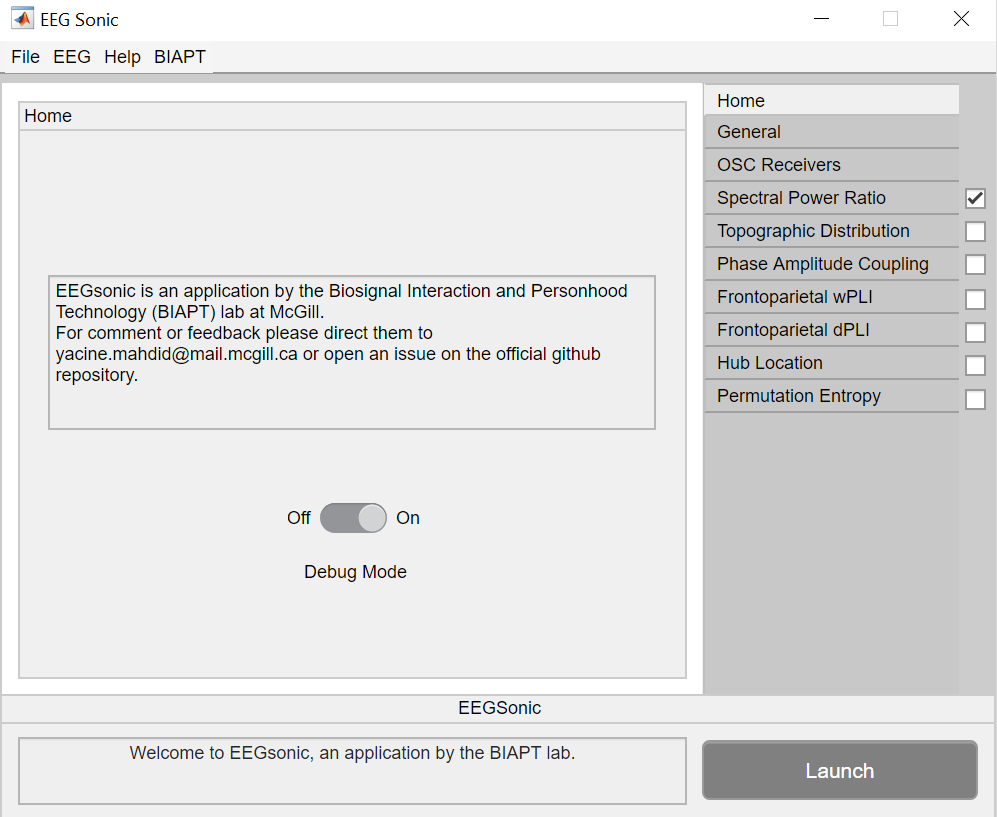 EEG Sonic
File EEG Help BIAPT
Home
EEGsonic is an application by the Biosignal Interaction and Personhood
Technology (BIAPT) lab at McGill.
For comment or feedback please direct them to
yacine.mahdid@mail.mcgill.ca or open an issue on the official github
repository.
Off On
Debug Mode
Home
General
OSC Receivers
Spectral Power Ratio
Topographic Distribution
Phase Amplitude Coupling
Frontoparietal wPLI
Frontoparietal dPLI
Hub Location
Permutation Entropy
EEGSonic
Welcome to EEGsonic, an application by the BIAPT lab.
Launch